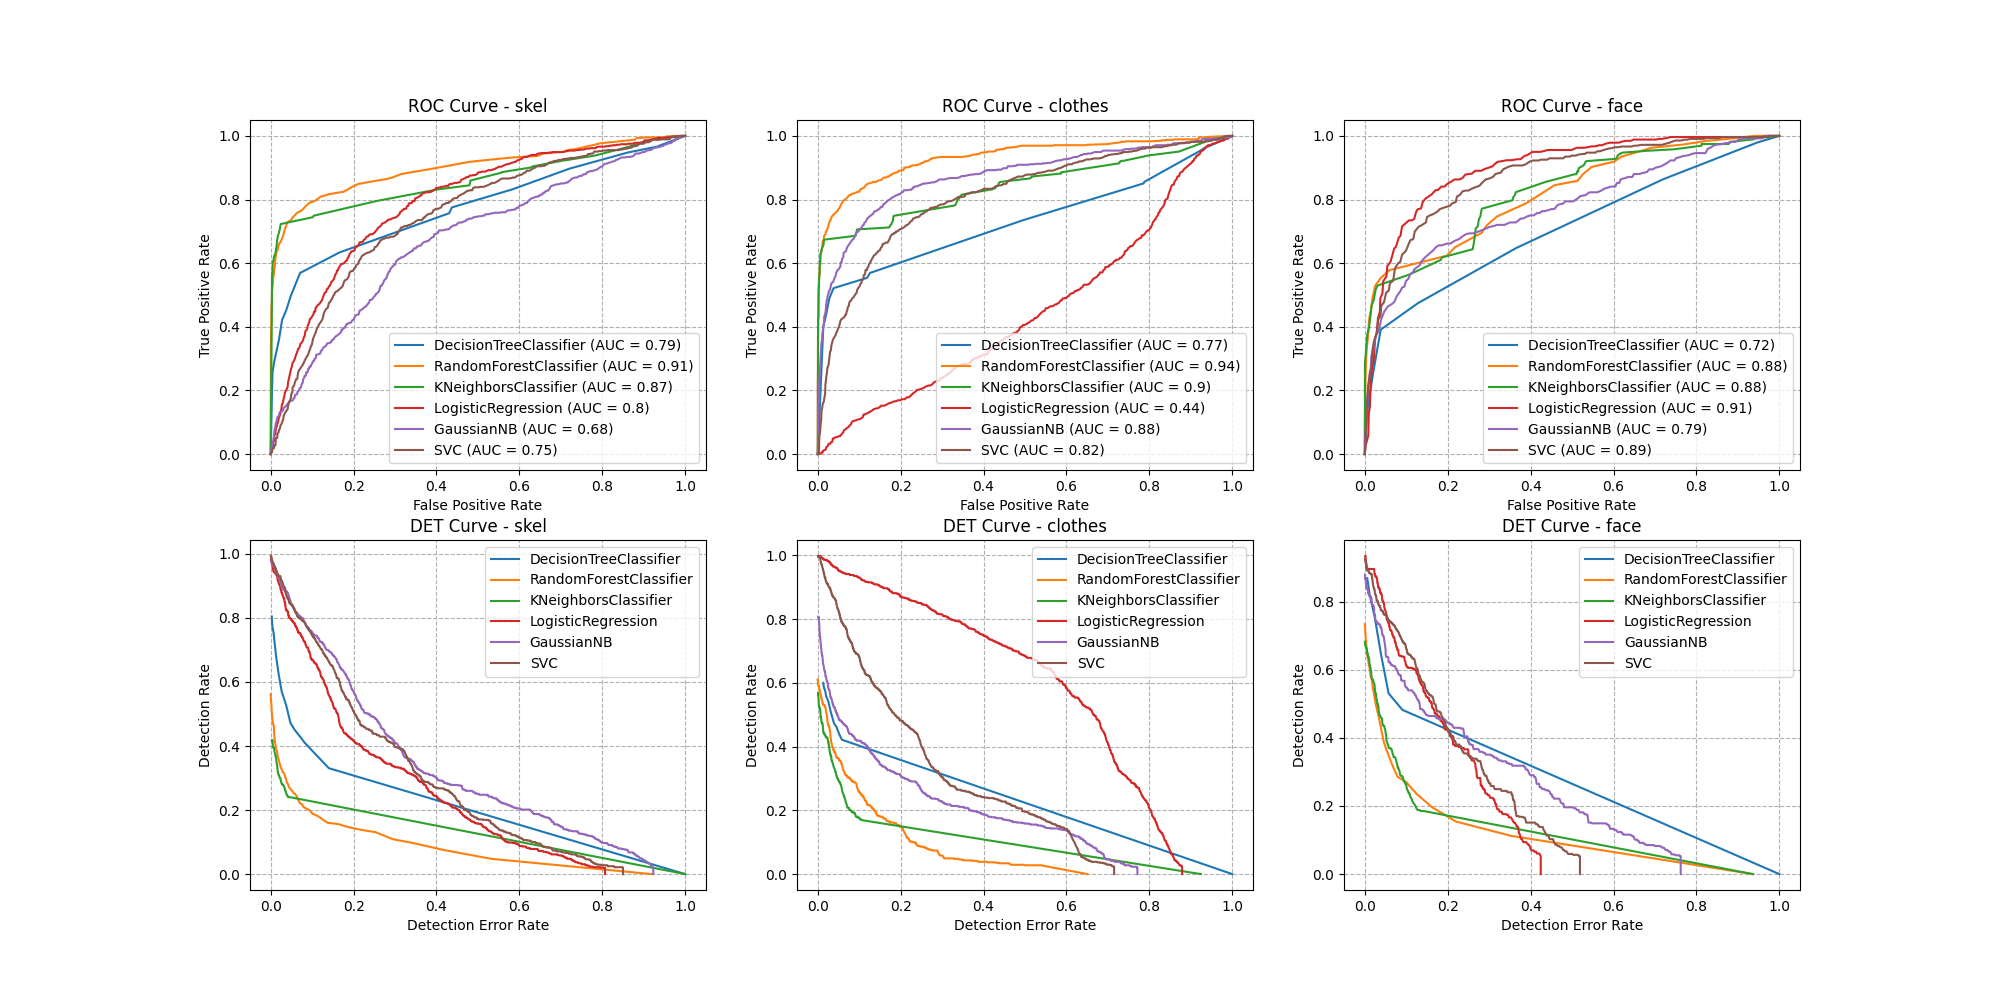 ROC Curve - skel
True Positive Rate
1.0
0.8
0.6
0.4
0.2
0.0
DecisionTreeClassifier (AUC = 0.79)
RandomForestClassifier (AUC = 0.91)
KNeighborsClassifier (AUC = 0.87)
LogisticRegression (AUC = 0.8)
GaussianNB (AUC = 0.68)
SVC (AUC = 0.75)
0.0 0.2 0.4 0.6 0.8 1.0
False Positive Rate
ROC Curve - clothes
True Positive Rate
1.0
0.8
0.6
0.4
0.2
0.0
DecisionTreeClassifier (AUC = 0.77)
RandomForestClassifier (AUC = 0.94)
KNeighborsClassifier (AUC = 0.9)
LogisticRegression (AUC = 0.44)
GaussianNB (AUC = 0.88)
SVC (AUC = 0.82)
0.0 0.2 0.4 0.6 0.8 1.0
False Positive Rate
ROC Curve - face
True Positive Rate
1.0
0.8
0.6
0.4
0.2
0.0
DecisionTreeClassifier (AUC = 0.72)
RandomForestClassifier (AUC = 0.88)
KNeighborsClassifier (AUC = 0.88)
LogisticRegression (AUC = 0.91)
GaussianNB (AUC = 0.79)
SVC (AUC = 0.89)
0.0 0.2 0.4 0.6 0.8 1.0
False Positive Rate
DET Curve - skel
Detection Rate
1.0
0.8
0.6
0.4
0.2
0.0
DecisionTreeClassifier
RandomForestClassifier
KNeighborsClassifier
LogisticRegression
GaussianNB
SVC
0.0 0.2 0.4 0.6 0.8 1.0
Detection Error Rate
DET Curve - clothes
Detection Rate
1.0
0.8
0.6
0.4
0.2
0.0
DecisionTreeClassifier
RandomForestClassifier
KNeighborsClassifier
LogisticRegression
GaussianNB
SVC
0.0 0.2 0.4 0.6 0.8 1.0
Detection Error Rate
DET Curve - face
Detection Rate
0.8
0.6
0.4
0.2
0.0
DecisionTreeClassifier
RandomForestClassifier
KNeighborsClassifier
LogisticRegression
GaussianNB
SVC
0.0 0.2 0.4 0.6 0.8 1.0
Detection Error Rate